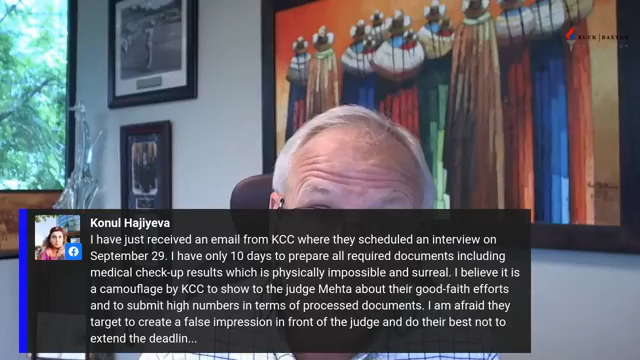 KUCK | BAXTER
Konul Hajiyeva
I have just received an email from KCC where they scheduled an interview on
September 29. I have only 10 days to prepare all required documents including
medical check-up results which is physically impossible and surreal. I believe it is
a camouflage by KCC to show to the judge Mehta about their good-faith efforts
and to submit high numbers in terms of processed documents. I am afraid they
target to create a false impression in front of the judge and do their best not to
extend the deadlin...